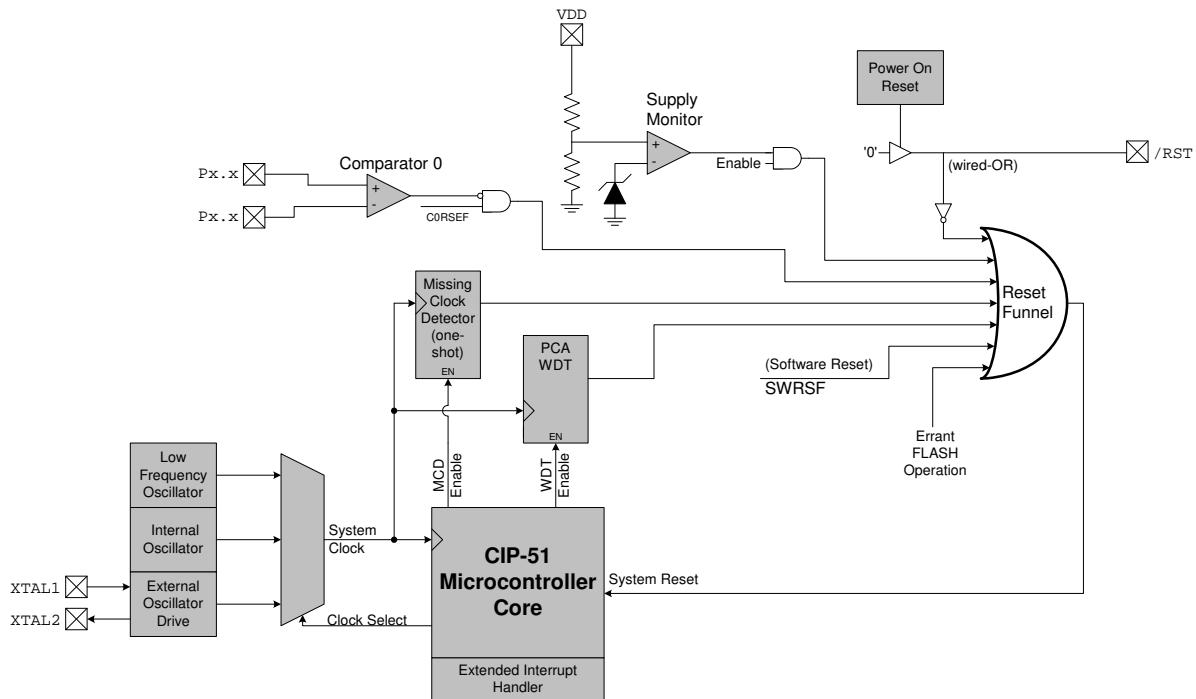 VDD
Power On
Reset
Supply
Monitor
+
-
Enable
'0'
(wired-OR)
/RST
Comparator 0
Px.x
Px.x
+
-
C0RSEF
Missing
Clock
Detector
(one-
shot)
EN
PCA
WDT
EN
Reset
Funnel
(Software Reset)
SWRSF
Errant
FLASH
Operation
Low
Frequency
Oscillator
Internal
Oscillator
External
Oscillator
Drive
XTAL1
XTAL2
System
Clock
Clock Select
MCD
Enable
WDT
Enable
CIP-51
Microcontroller
Core
System Reset
Extended Interrupt
Handler